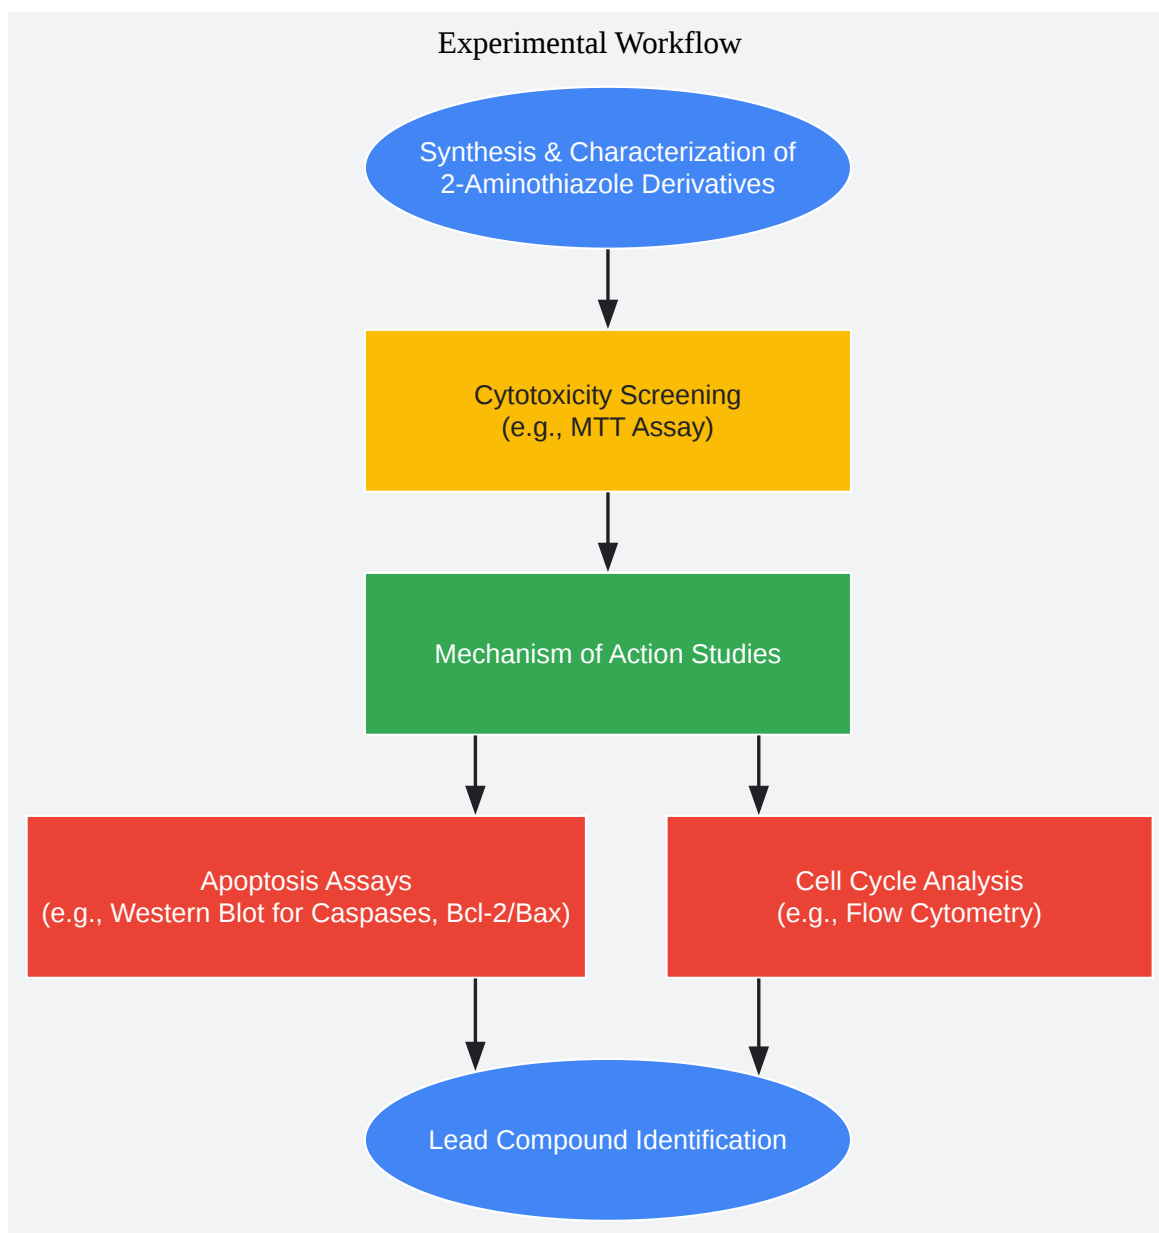 Experimental Workflow
Synthesis & Characterization of
2-Aminothiazole Derivatives
Cytotoxicity Screening
(e.g., MTT Assay)
Mechanism of Action Studies
Apoptosis Assays
(e.g., Western Blot for Caspases, Bcl-2/Bax)
Cell Cycle Analysis
(e.g., Flow Cytometry)
Lead Compound Identification